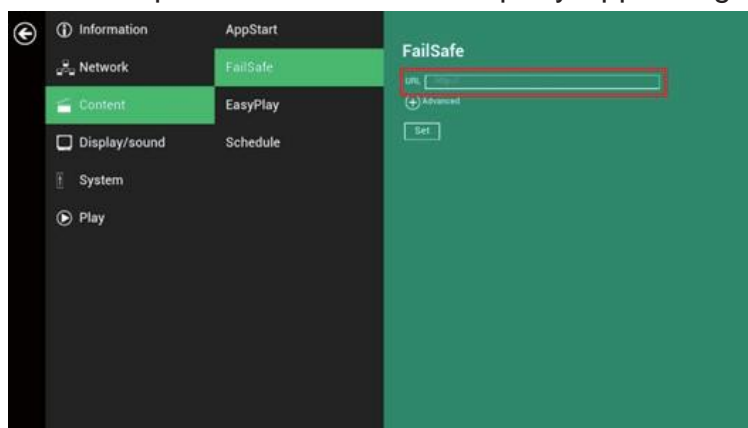 Information
Network
Content
Display/sound
System
Play
AppStart
FailSafe
EasyPlay
Schedule
FailSafe
URL
Advanced
Set